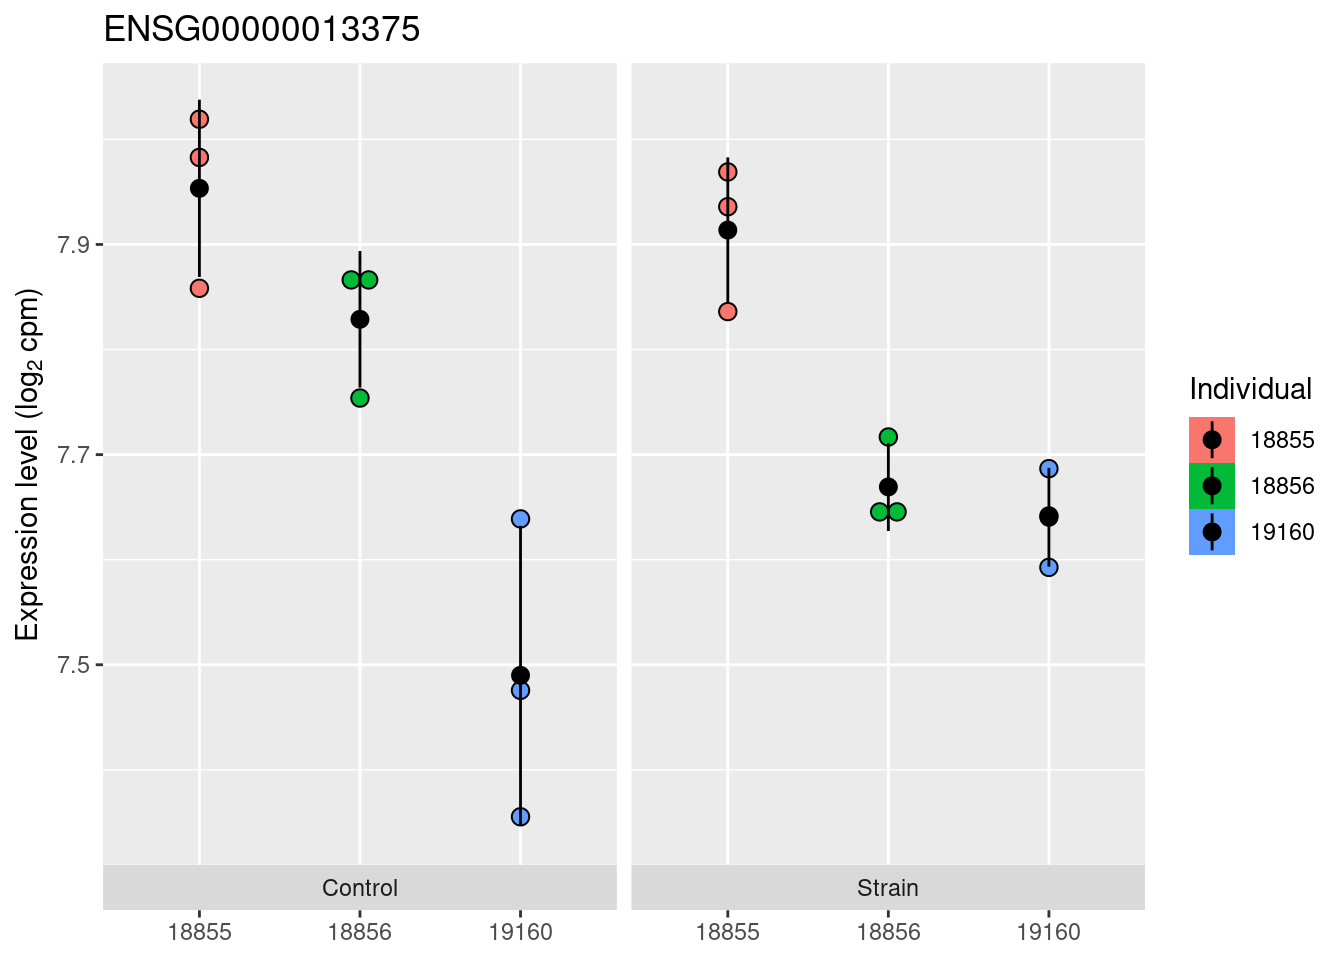 ENSG00000013375
Expression level (log₂ cpm)
7.9
7.7
7.5
Control
Strain
18855
18856
19160
18855
18856
19160
Individual
18855
18856
19160